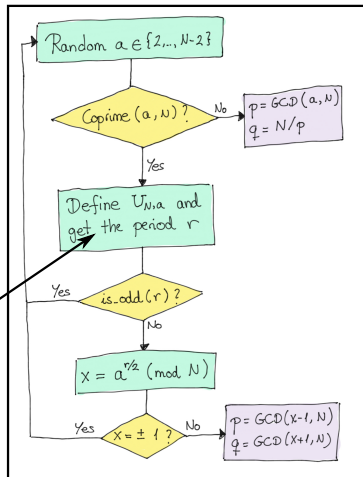 Random a ∈ {2,..., N-2}
Coprime (a, N) ?
No
p = GCD (a, N)
q = N/p
Yes
Define U_{N,a} and
get the period r
Yes
is_odd (r) ?
No
x = a^{r/2} (mod N)
Yes
x = ± 1 ?
No
p = GCD(x-1, N)
q = GCD(x+1, N)